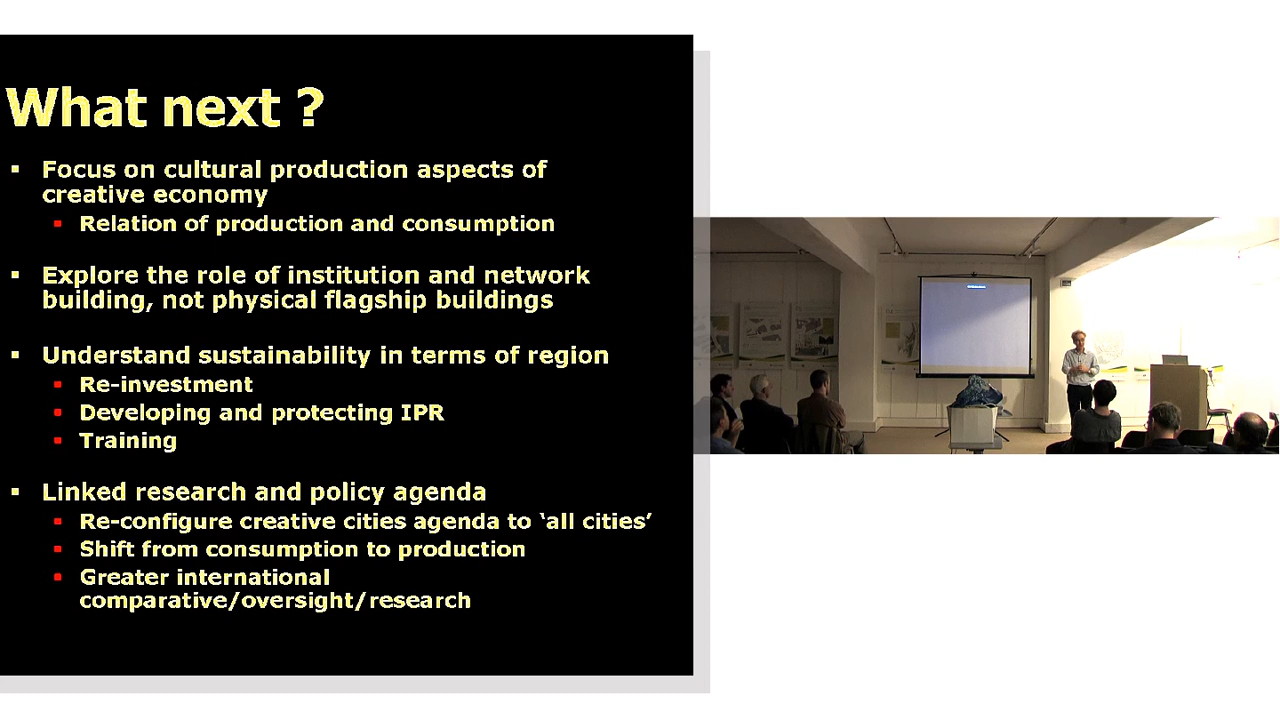 What next ?
Focus on cultural production aspects of
creative economy
Relation of production and consumption
Explore the role of institution and network
building, not physical flagship buildings
Understand sustainability in terms of region
Re-investment
Developing and protecting IPR
Training
Linked research and policy agenda
Re-configure creative cities agenda to ‘all cities’
Shift from consumption to production
Greater international
comparative/oversight/research